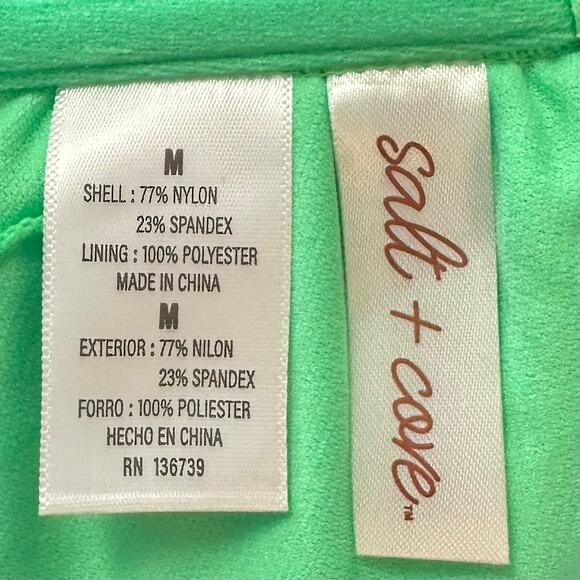 M
SHELL : 77% NYLON
23% SPANDEX
LINING : 100% POLYESTER
MADE IN CHINA
M
EXTERIOR : 77% NILON
23% SPANDEX
FORRO : 100% POLIESTER
HECHO EN CHINA
RN 136739
salt + cove™